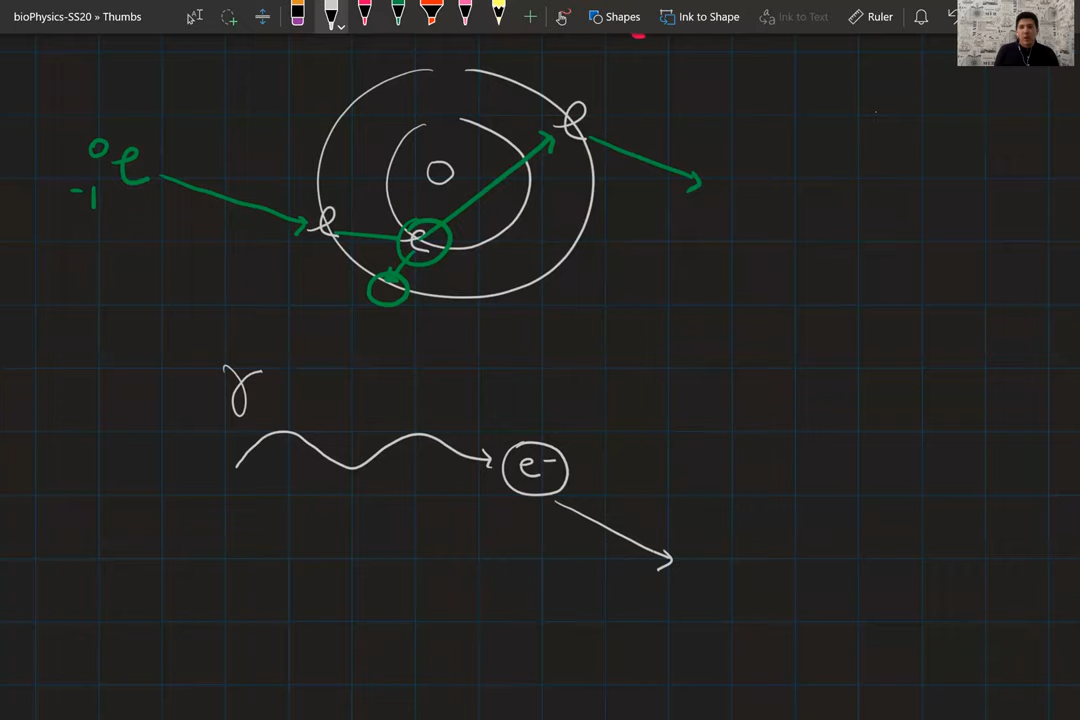 bioPhysics-SS20 » Thumbs
Shapes
Ink to Shape
Ink to Text
Ruler
e
0
-1 e
e
e
γ
e⁻